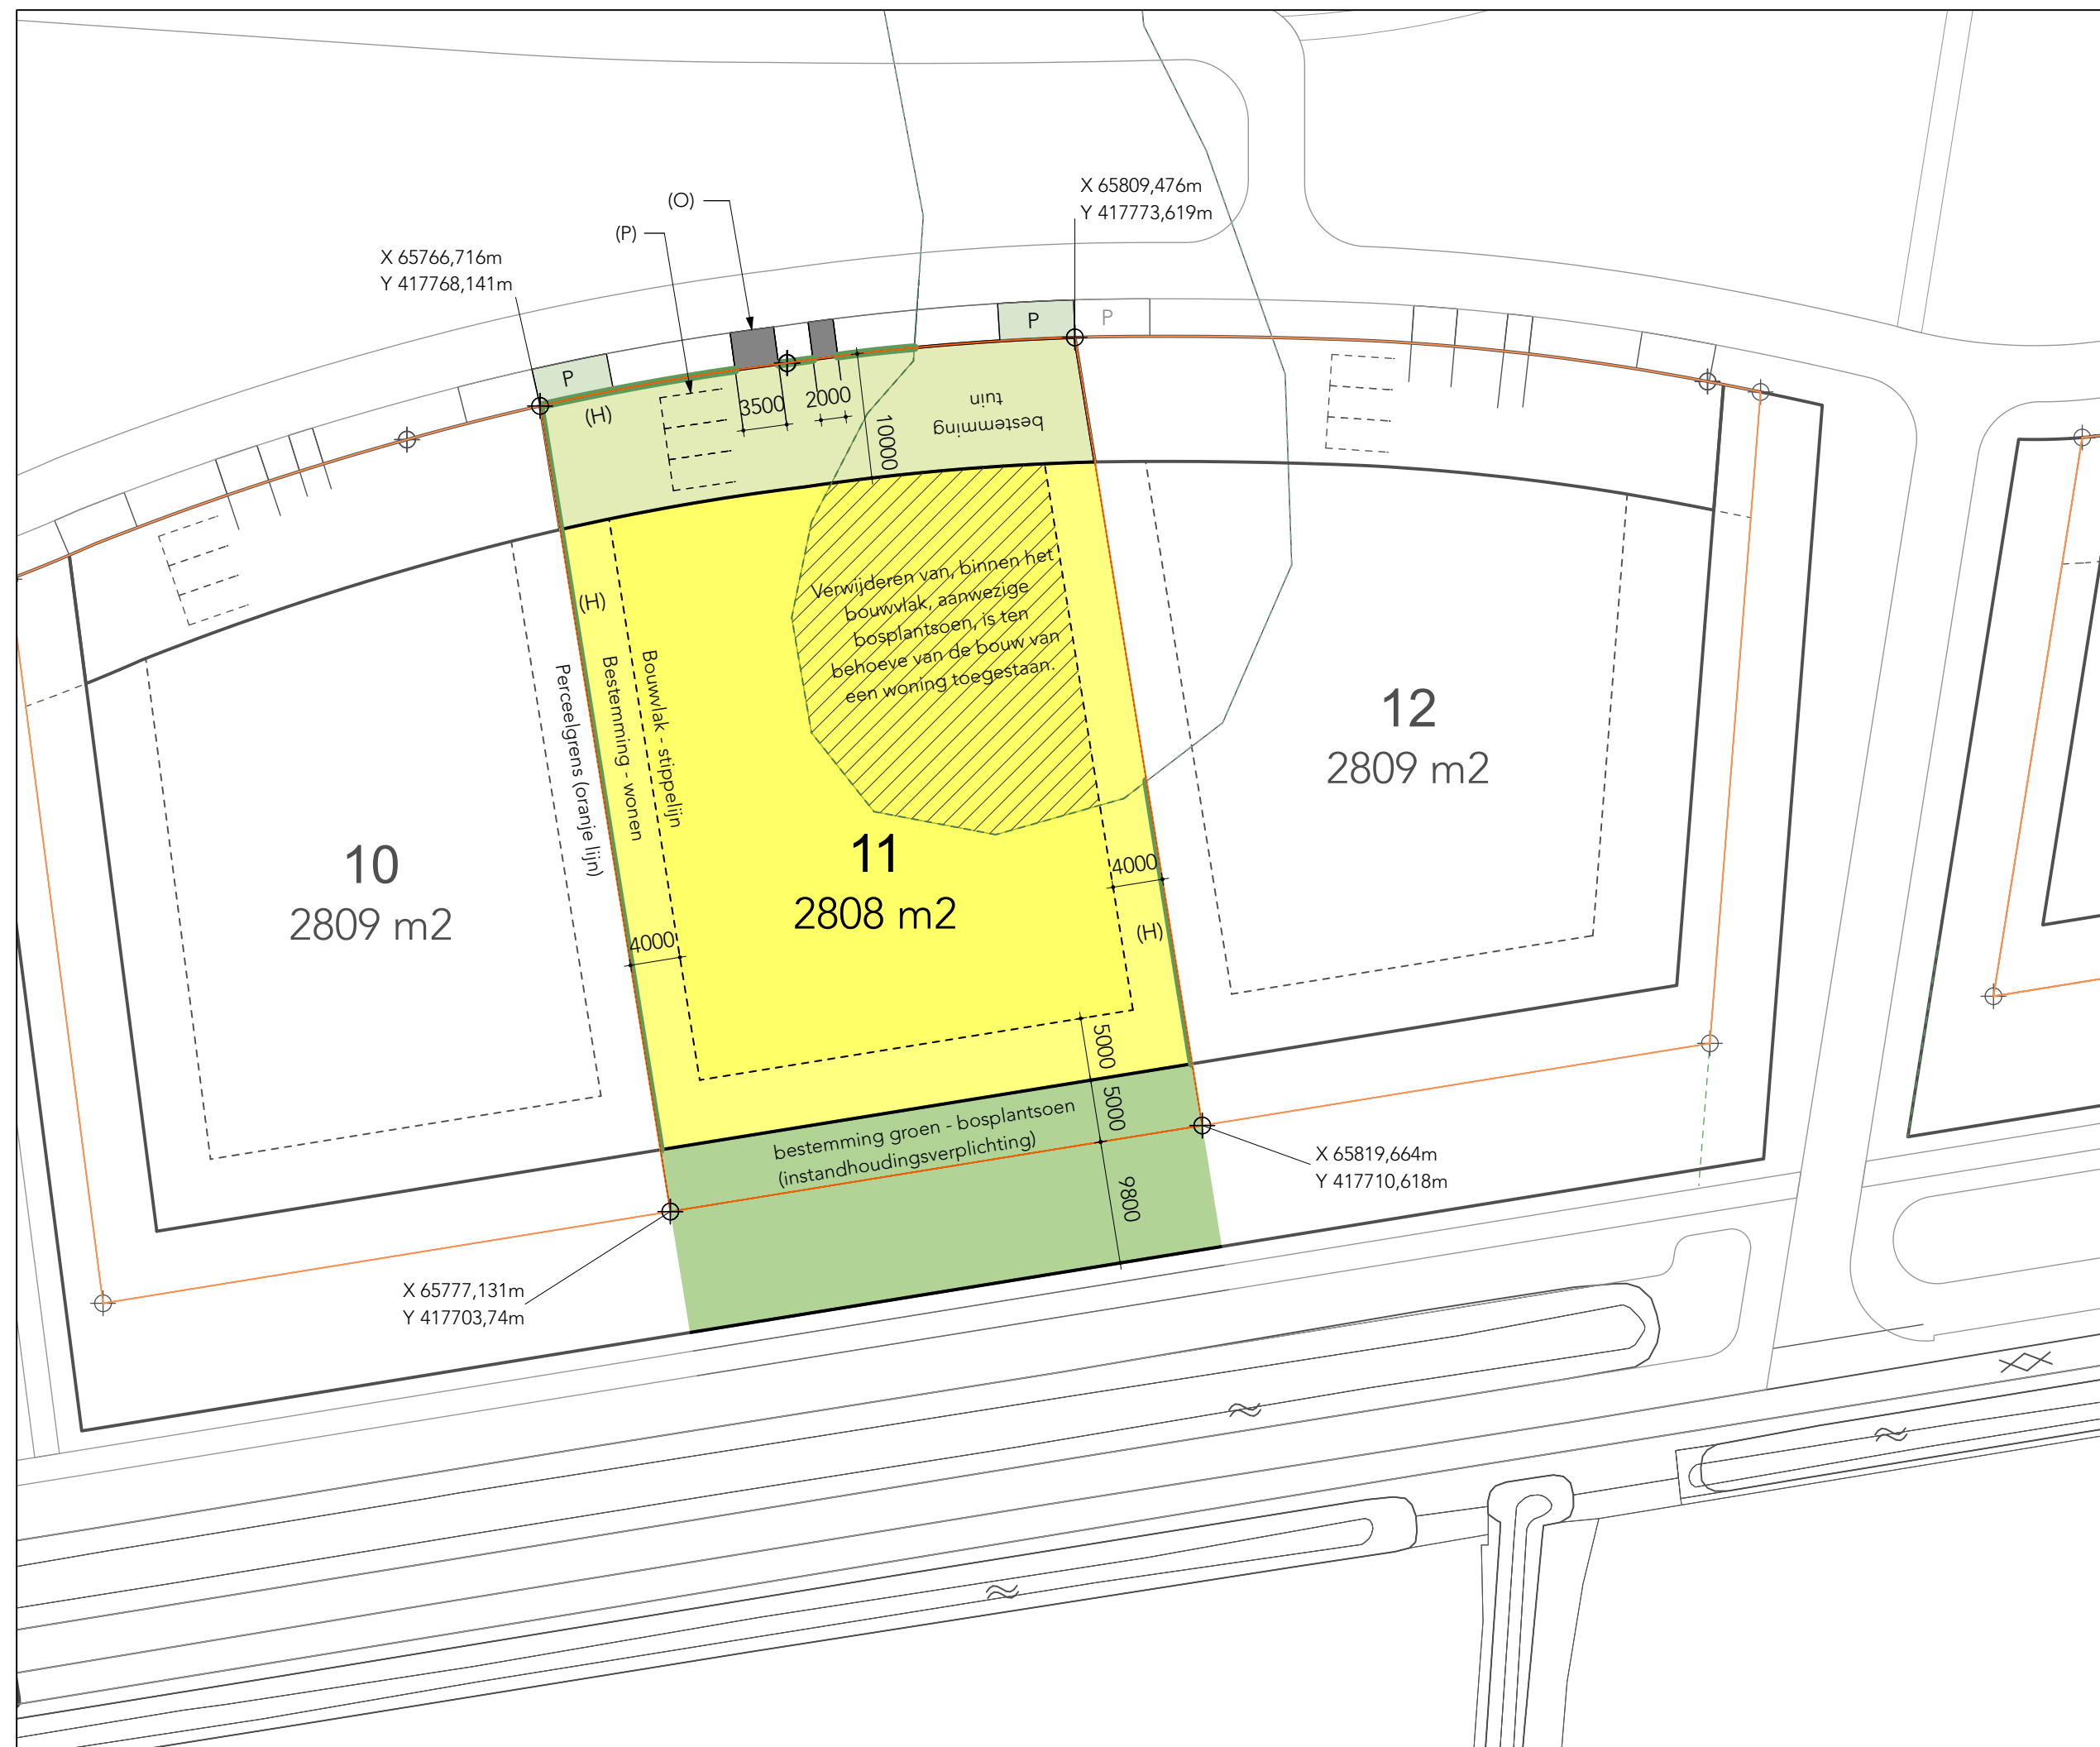 X 65809,476m
Y 417773,619m
(O)
(P)
X 65766,716m
Y 417768,141m
P
P
P
(H)
3500
2000
10000
bestemming
tuin
Verwijderen van, binnen het
bouwvlak, aanwezige
bosplantsoen, is ten
behoeve van de bouw van
een woning toegestaan.
(H)
Perceelgrens (oranje lijn)
Bestemming - wonen
Bouwvlak - stippelijn
12
2809 m2
10
2809 m2
11
2808 m2
4000
4000
(H)
5000
5000
bestemming groen - bosplantsoen
(instandhoudingsverplichting)
9800
X 65819,664m
Y 417710,618m
X 65777,131m
Y 417703,74m